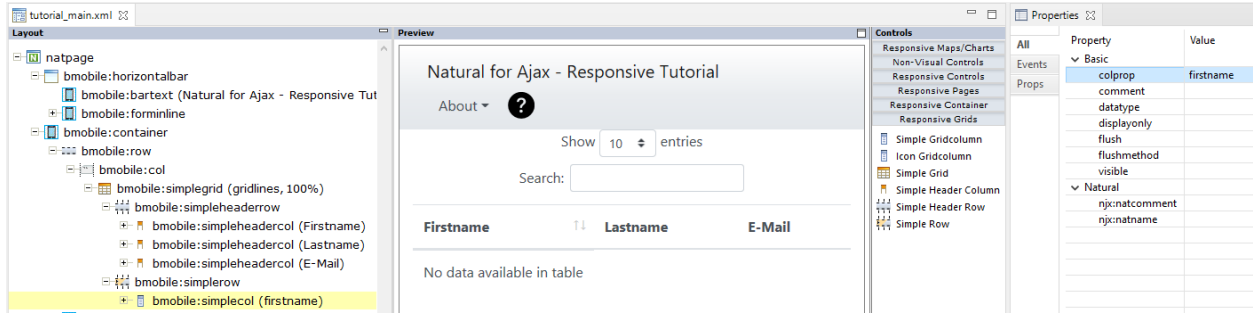 tutorial_main.xml
Layout
natpage
bmobile:horizontalbar
bmobile:bartext (Natural for Ajax - Responsive Tut
bmobile:forminline
bmobile:container
bmobile:row
bmobile:col
bmobile:simplegrid (gridlines, 100%)
bmobile:simpleheaderrow
bmobile:simpleheadercol (Firstname)
bmobile:simpleheadercol (Lastname)
bmobile:simpleheadercol (E-Mail)
bmobile:simplerow
bmobile:simplecol (firstname)
Preview
Natural for Ajax - Responsive Tutorial
About ?
Show 10 entries
Search:
Firstname Lastname E-Mail
No data available in table
Controls
Responsive Maps/Charts
Non-Visual Controls
Responsive Controls
Responsive Pages
Responsive Container
Responsive Grids
Simple Gridcolumn
Icon Gridcolumn
Simple Grid
Simple Header Column
Simple Header Row
Simple Row
Properties
All
Events
Props
Property Value
Basic
colprop firstname
comment
datatype
displayonly
flush
flushmethod
visible
Natural
njx:natcomment
njx:natname